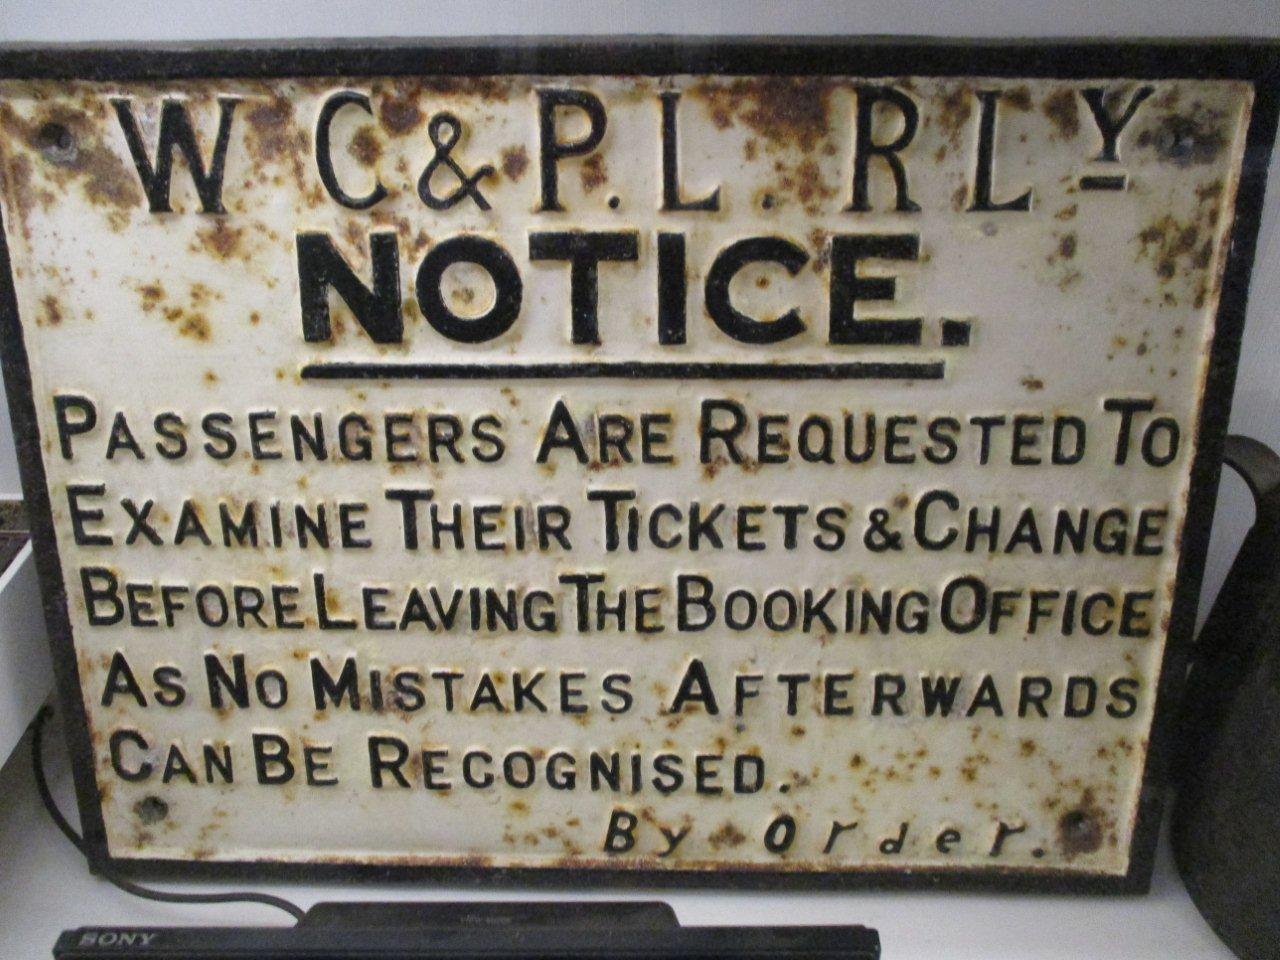 W C & P. L. R L Y
NOTICE.
PASSENGERS ARE REQUESTED TO
EXAMINE THEIR TICKETS & CHANGE
BEFORE LEAVING THE BOOKING OFFICE
AS NO MISTAKES AFTERWARDS
CAN BE RECOGNISED.
By Order.
SONY